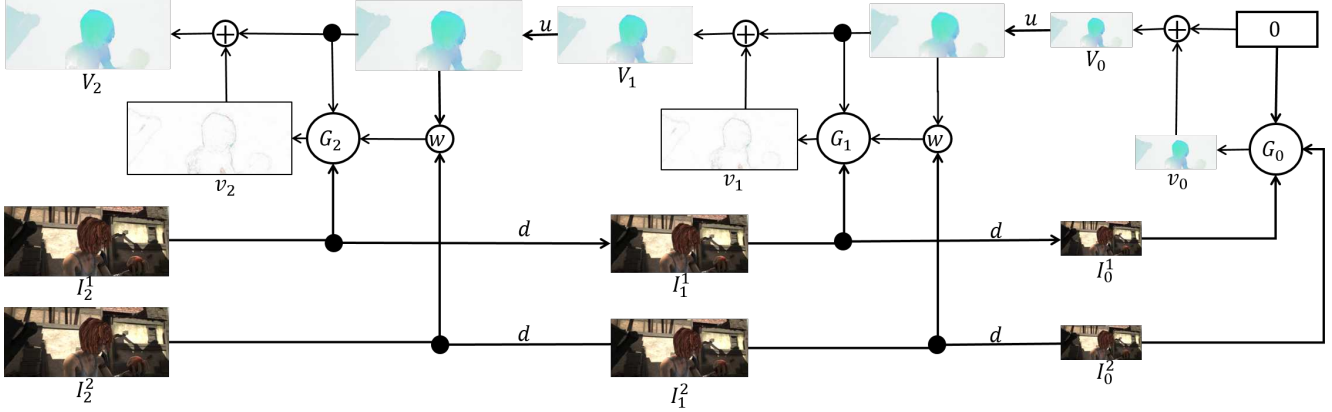 u
u
0
V₂
V₁
V₀
G₂
w
G₁
w
G₀
v₂
v₁
v₀
d
d
I₂¹
I₁¹
I₀¹
d
d
I₂²
I₁²
I₀²